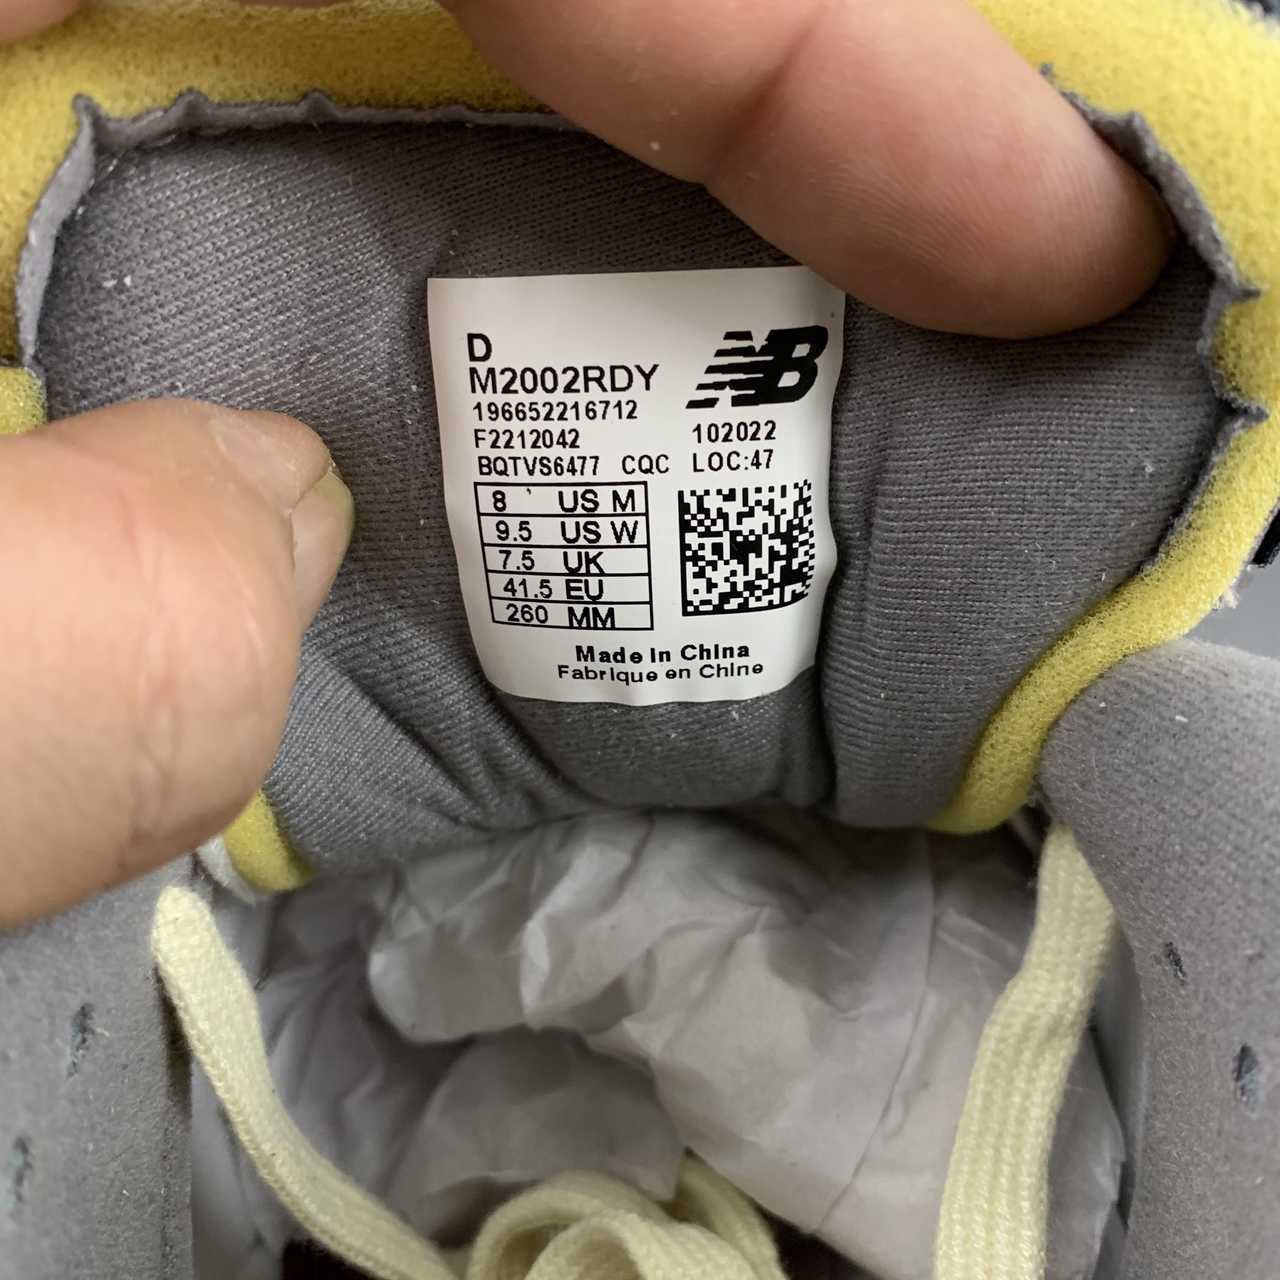 D
M2002RDY NB
196652216712
F2212042 102022
BQTVS6477 CQC LOC:47
8 US M
9.5 US W
7.5 UK
41.5 EU
260 MM
Made in China
Fabrique en Chine